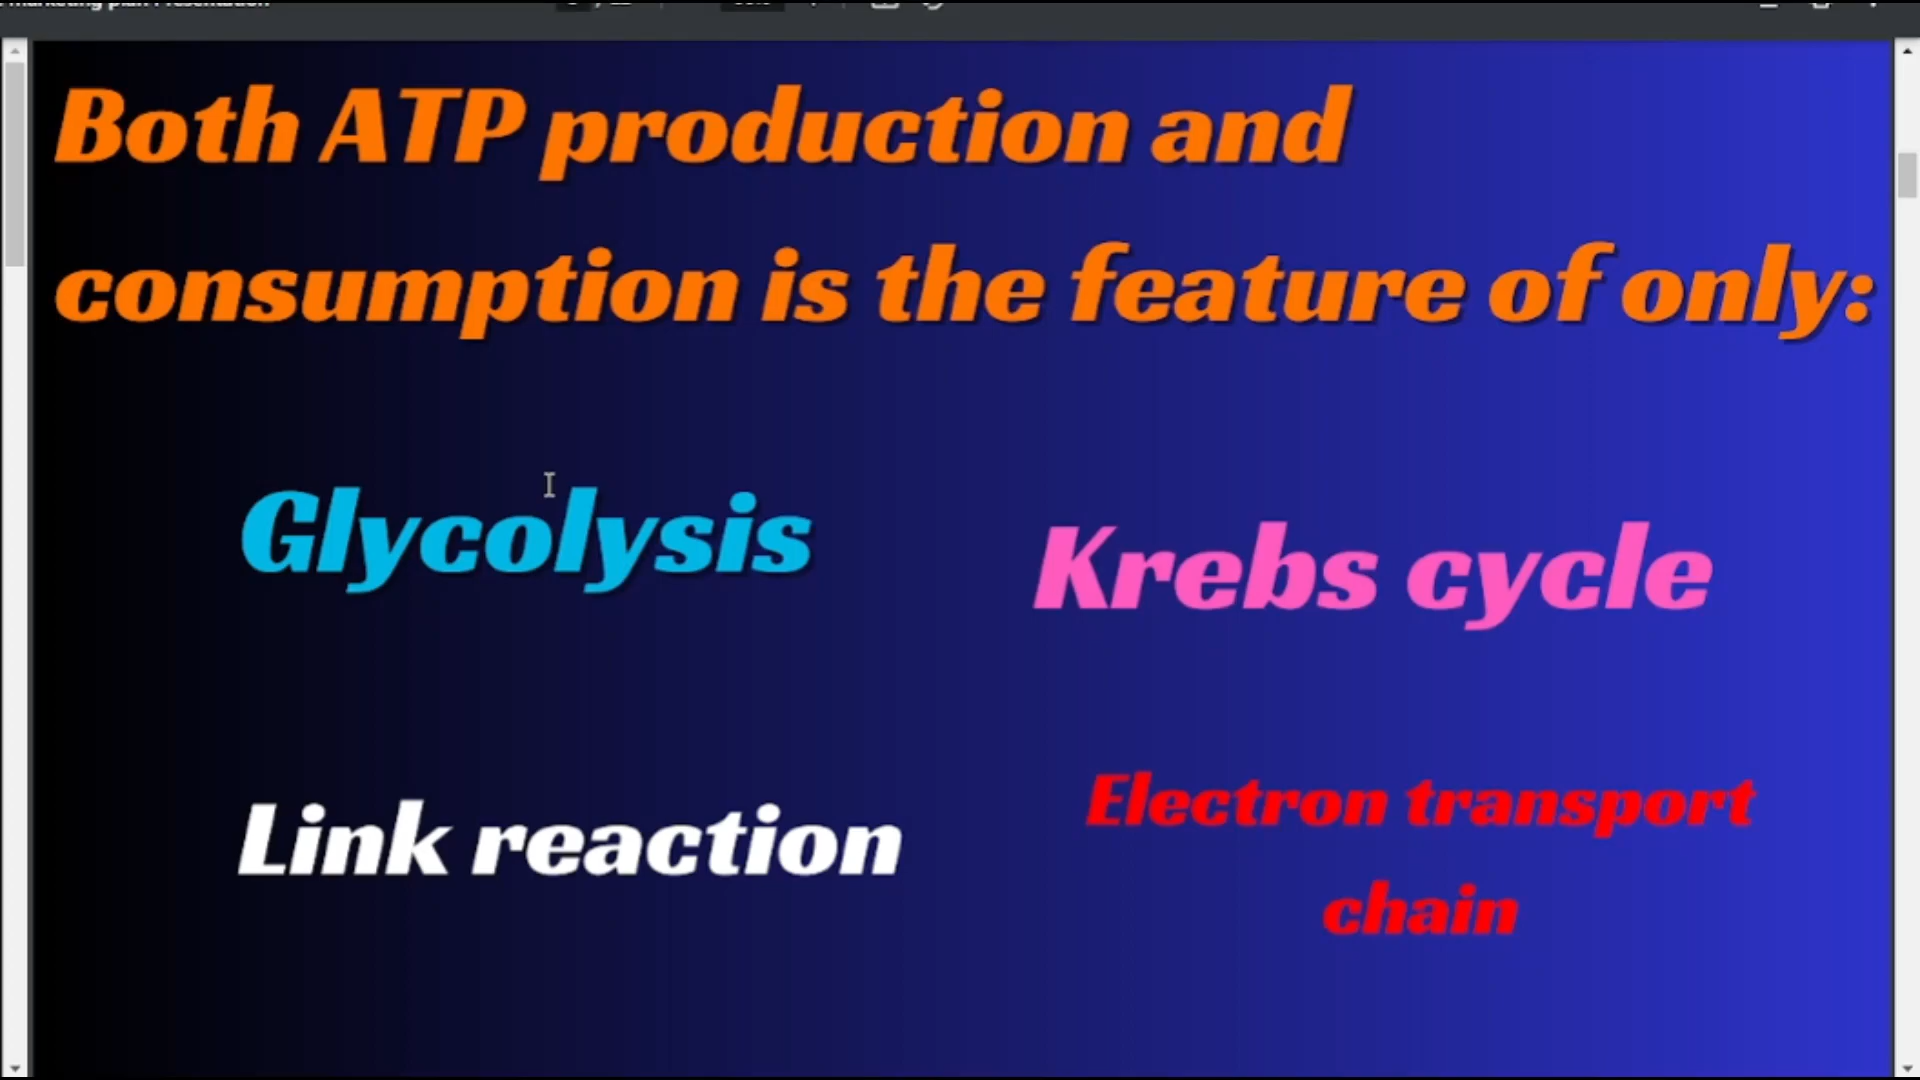 Both ATP production and
consumption is the feature of only:
Glycolysis
Krebs cycle
Link reaction
Electron transport
chain